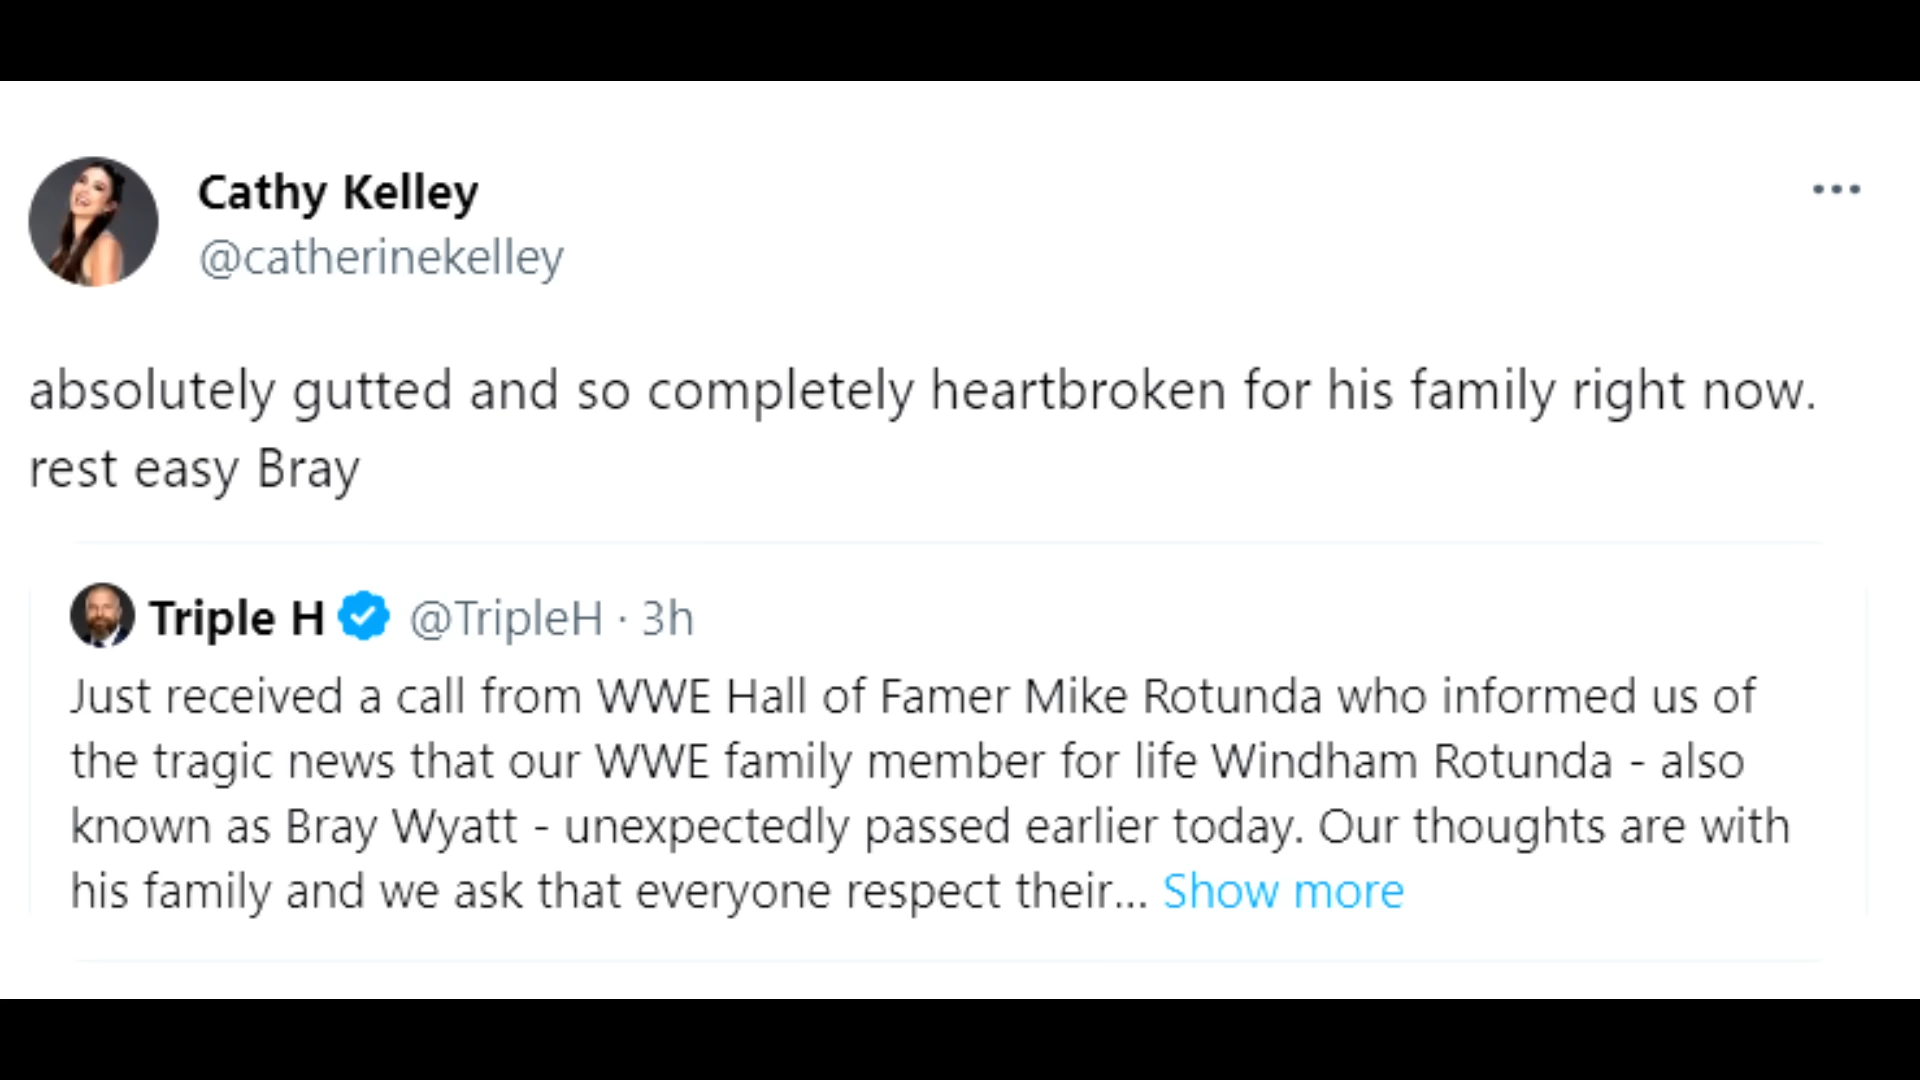 Cathy Kelley
@catherinekelley
absolutely gutted and so completely heartbroken for his family right now.
rest easy Bray
Triple H @TripleH · 3h
Just received a call from WWE Hall of Famer Mike Rotunda who informed us of
the tragic news that our WWE family member for life Windham Rotunda - also
known as Bray Wyatt - unexpectedly passed earlier today. Our thoughts are with
his family and we ask that everyone respect their... Show more